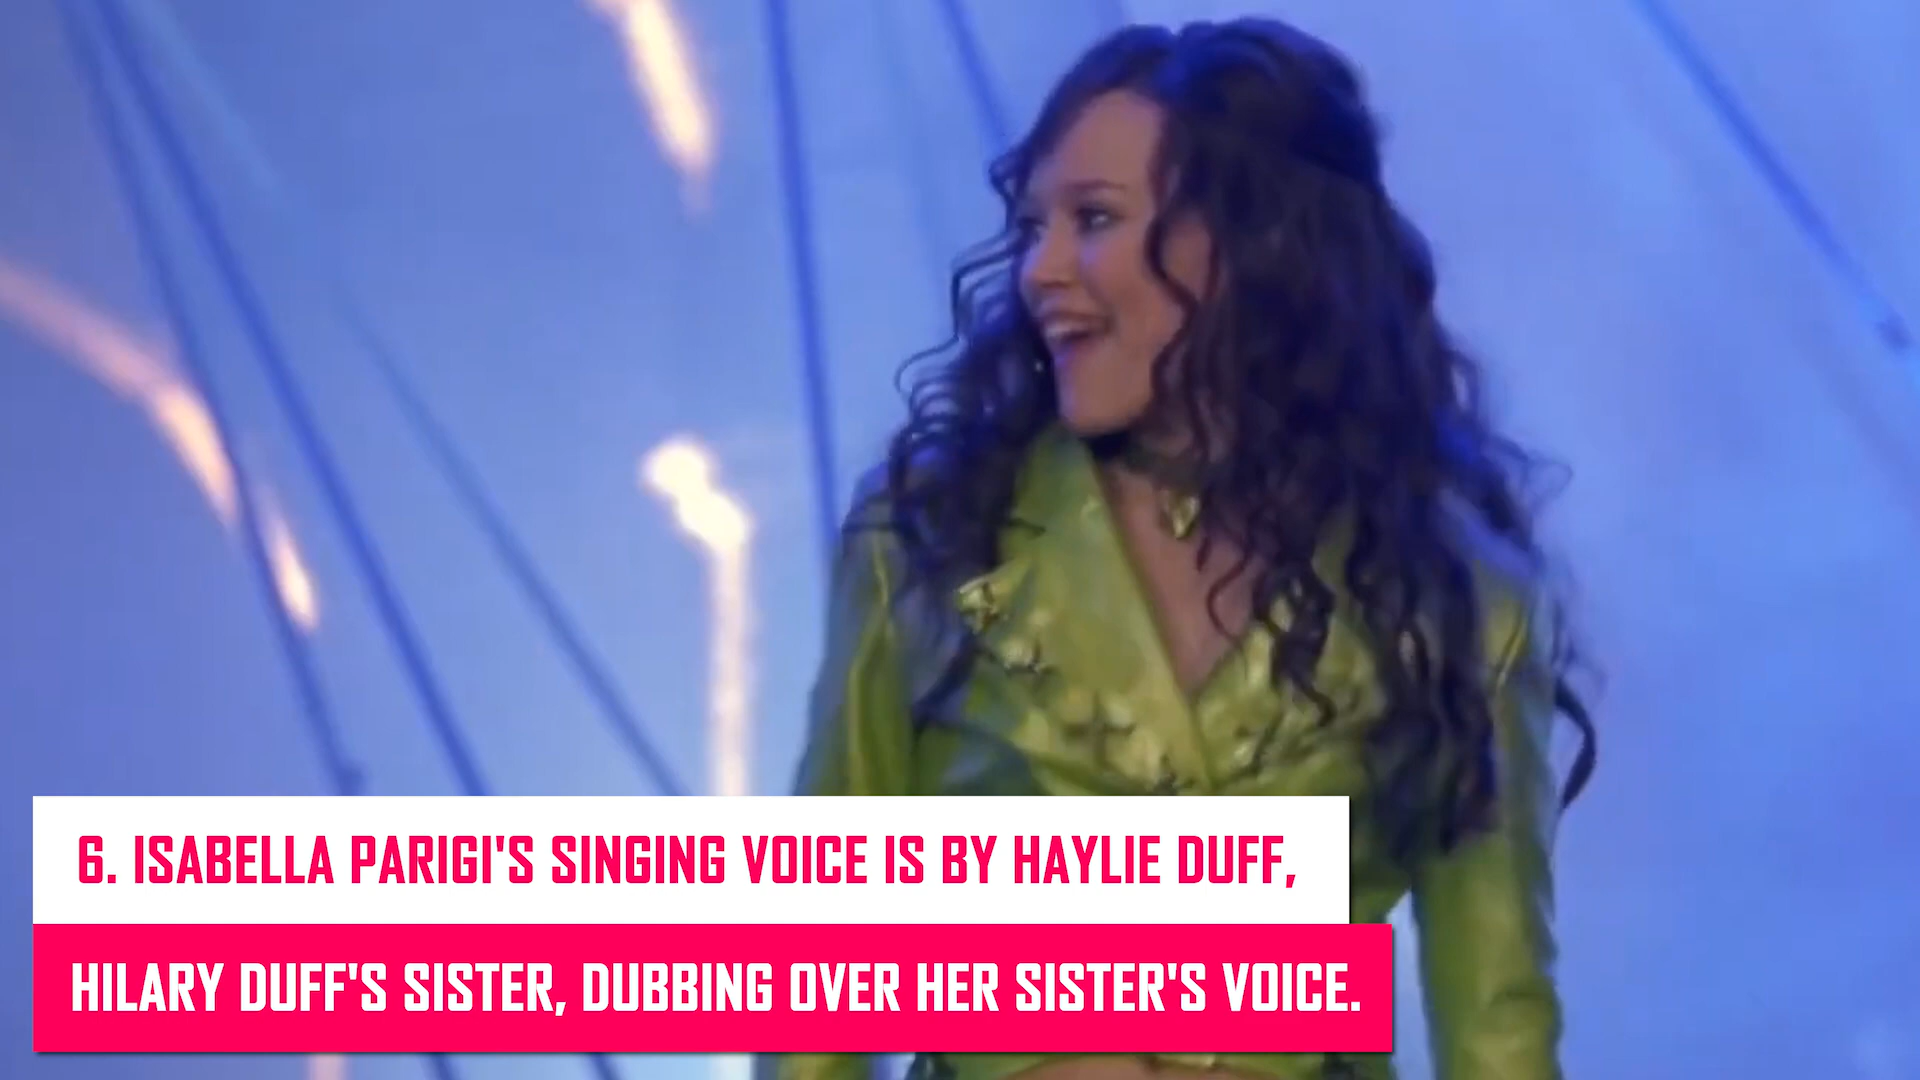 6. ISABELLA PARIGI'S SINGING VOICE IS BY HAYLIE DUFF,
HILARY DUFF'S SISTER, DUBBING OVER HER SISTER'S VOICE.